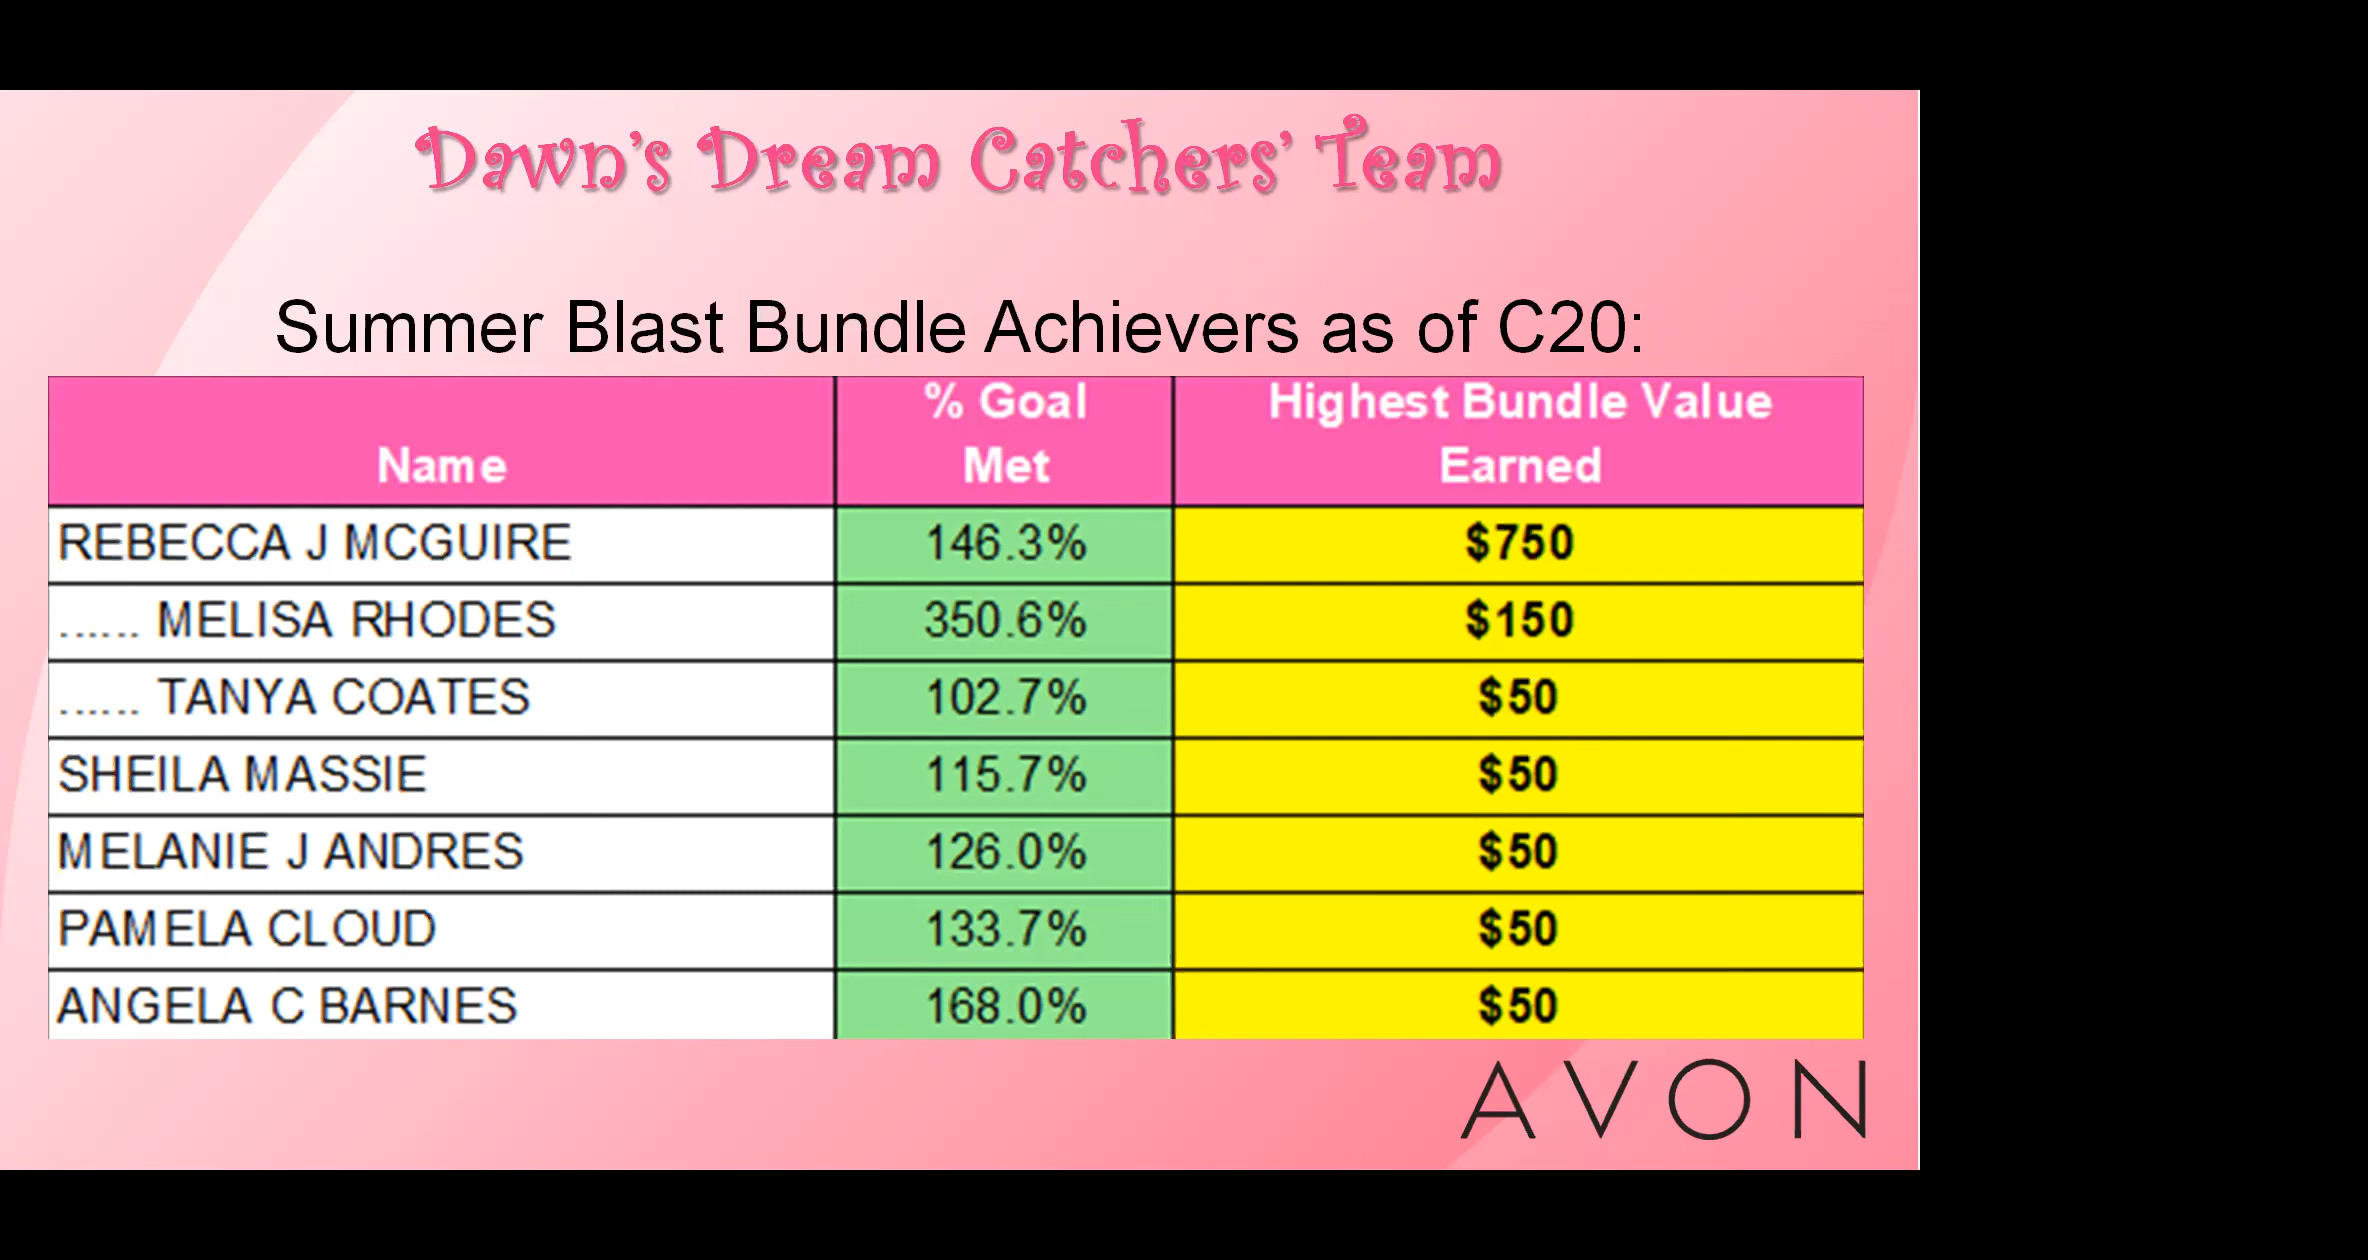 Dawn's Dream Catchers' Team
Summer Blast Bundle Achievers as of C20:
Name % Goal Met Highest Bundle Value Earned
REBECCA J MCGUIRE 146.3% $750
...... MELISA RHODES 350.6% $150
...... TANYA COATES 102.7% $50
SHEILA MASSIE 115.7% $50
MELANIE J ANDRES 126.0% $50
PAMELA CLOUD 133.7% $50
ANGELA C BARNES 168.0% $50
AVON